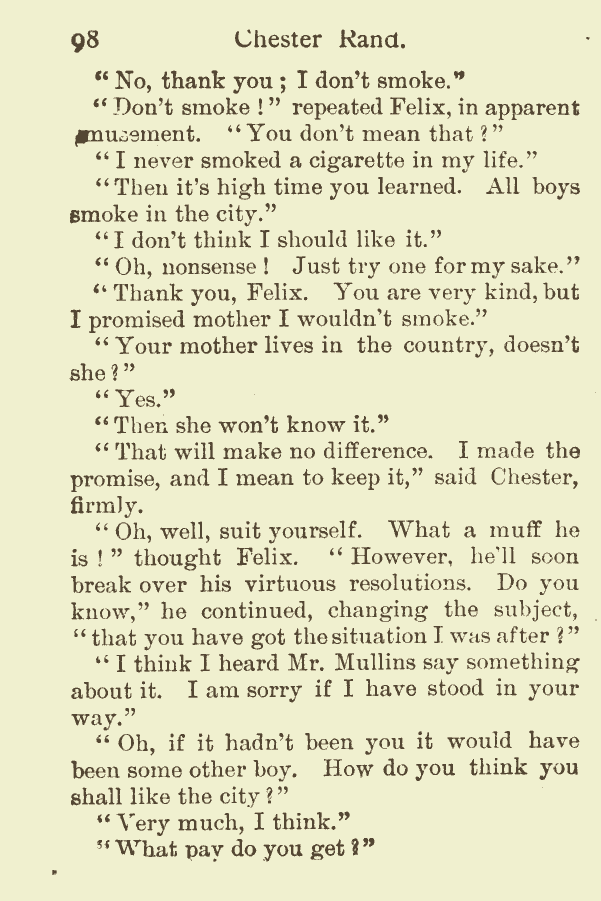 98 Chester Rand.
“ No, thank you ; I don't smoke.”
“ Don't smoke ! ” repeated Felix, in apparent
amusement. “ You don't mean that ? ”
“ I never smoked a cigarette in my life.”
“ Then it's high time you learned. All boys
smoke in the city.”
“ I don't think I should like it.”
“ Oh, nonsense ! Just try one for my sake.”
“ Thank you, Felix. You are very kind, but
I promised mother I wouldn't smoke.”
“ Your mother lives in the country, doesn't
she ? ”
“ Yes.”
“ Then she won't know it.”
“ That will make no difference. I made the
promise, and I mean to keep it,” said Chester,
firmly.
“ Oh, well, suit yourself. What a muff he
is ! ” thought Felix. “ However, he'll soon
break over his virtuous resolutions. Do you
know,” he continued, changing the subject,
“ that you have got the situation I was after ? ”
“ I think I heard Mr. Mullins say something
about it. I am sorry if I have stood in your
way.”
“ Oh, if it hadn't been you it would have
been some other boy. How do you think you
shall like the city ? ”
“ Very much, I think.”
“ What pay do you get ? ”